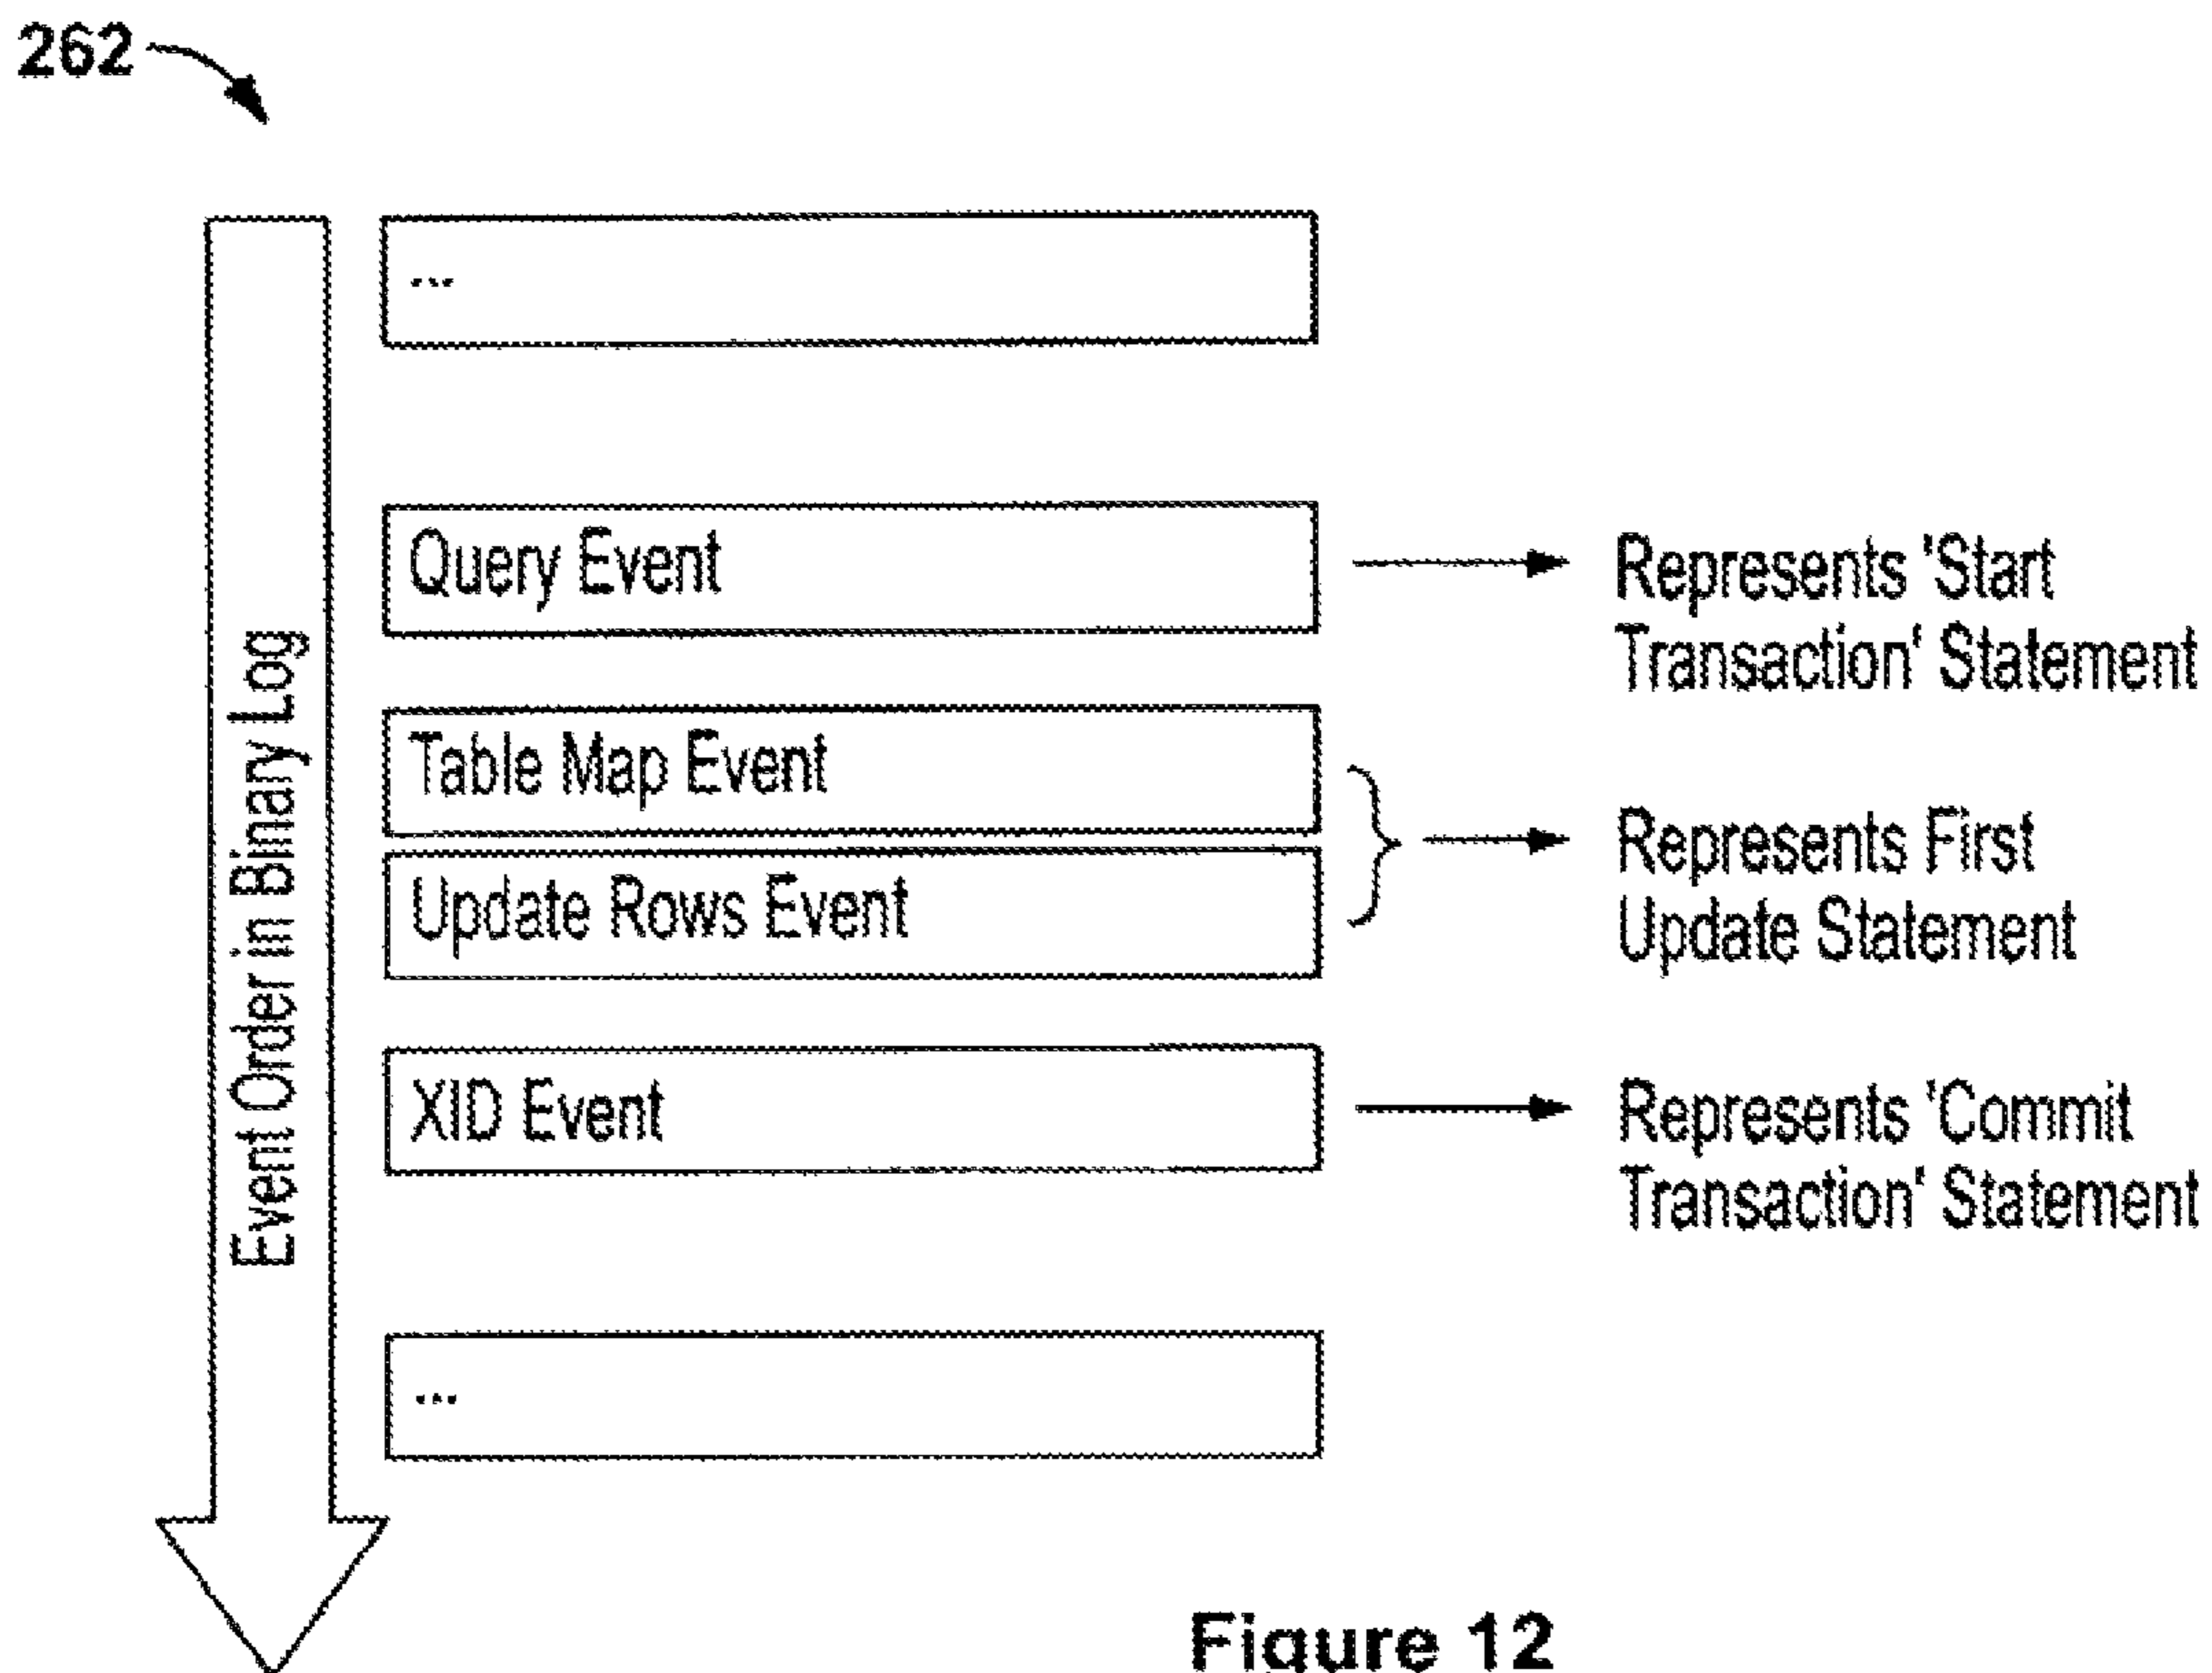 262
...
Query Event
Represents 'Start
Transaction' Statement
Table Map Event
Update Rows Event
Represents First
Update Statement
XID Event
Represents 'Commit
Transaction' Statement
...
Event Order in Binary Log
Figure 12